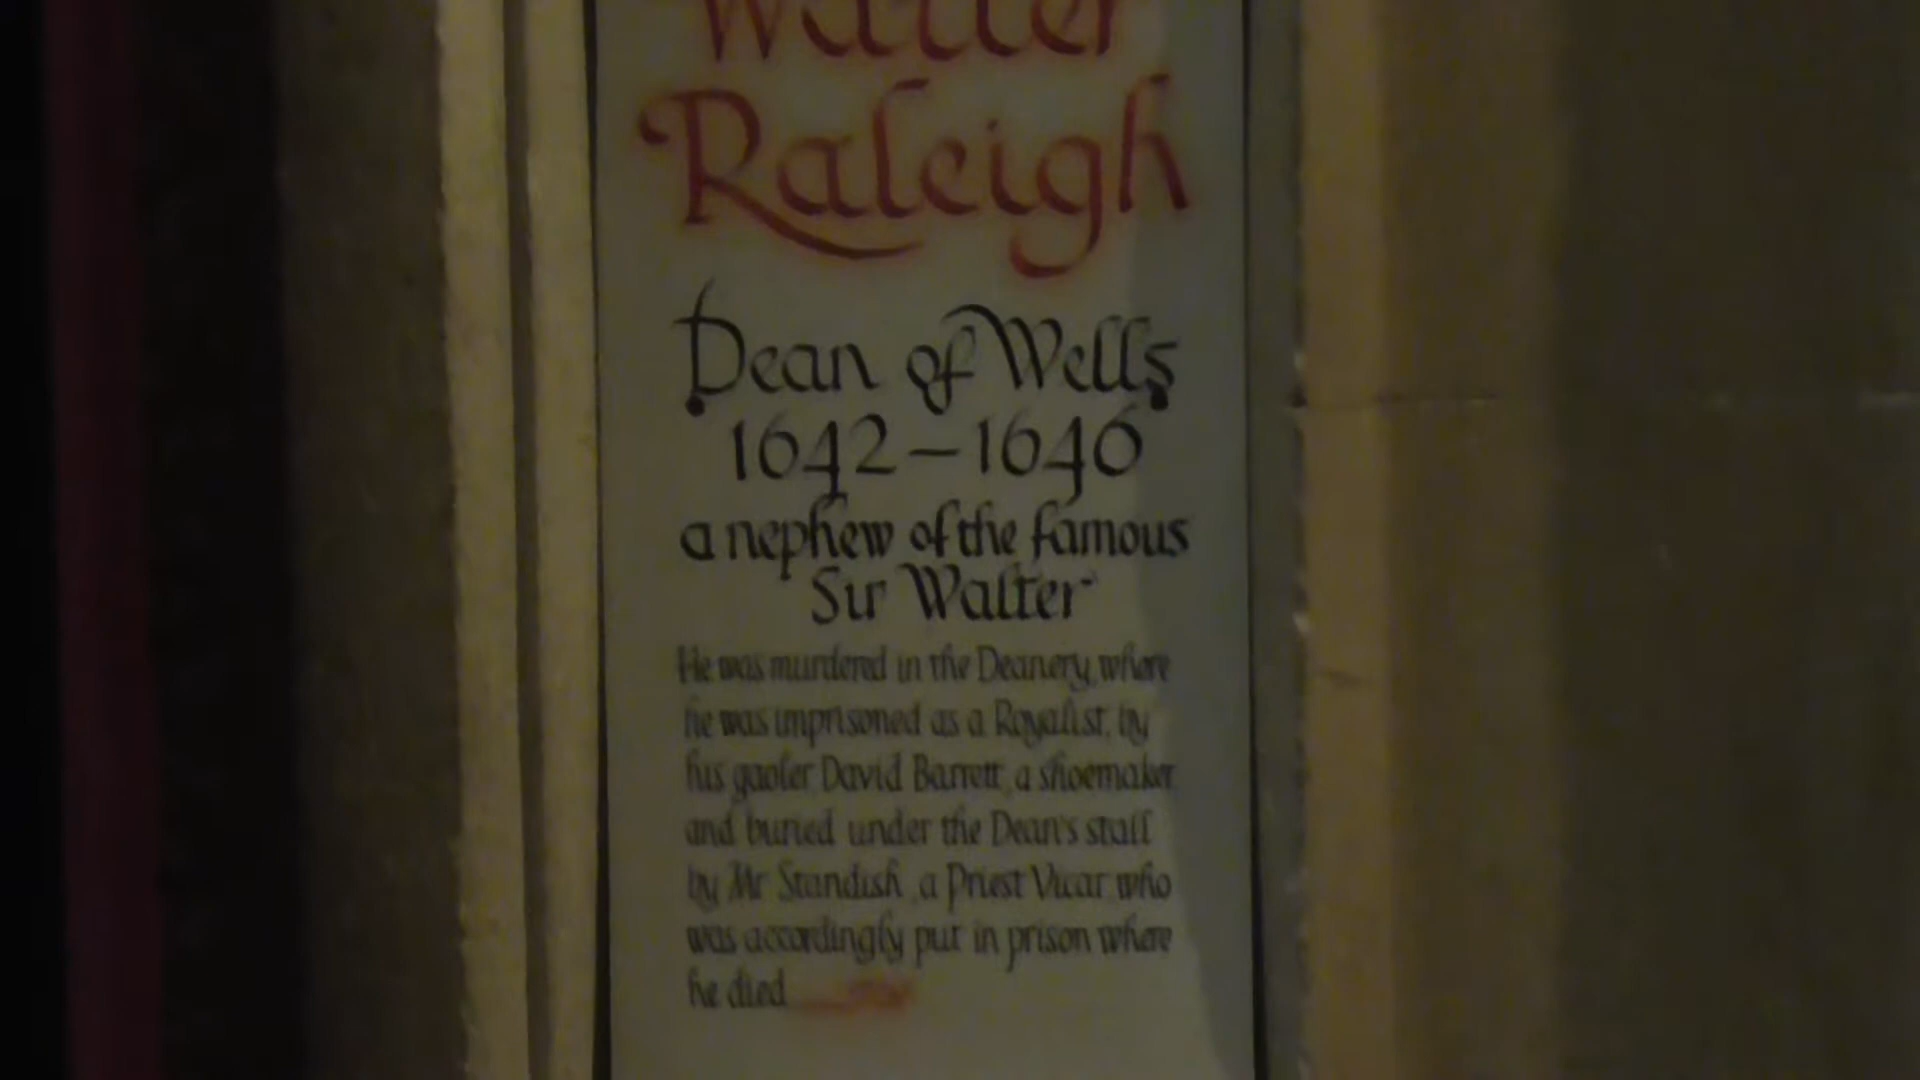 Walter
Raleigh
Dean of Wells
1642–1646
a nephew of the famous
Sir Walter
He was murdered in the Deanery, where
he was imprisoned as a Royalist, by
his gaoler David Barrett, a shoemaker
and buried under the Dean's stall
by Mr Standish, a Priest Vicar who
was accordingly put in prison where
he died